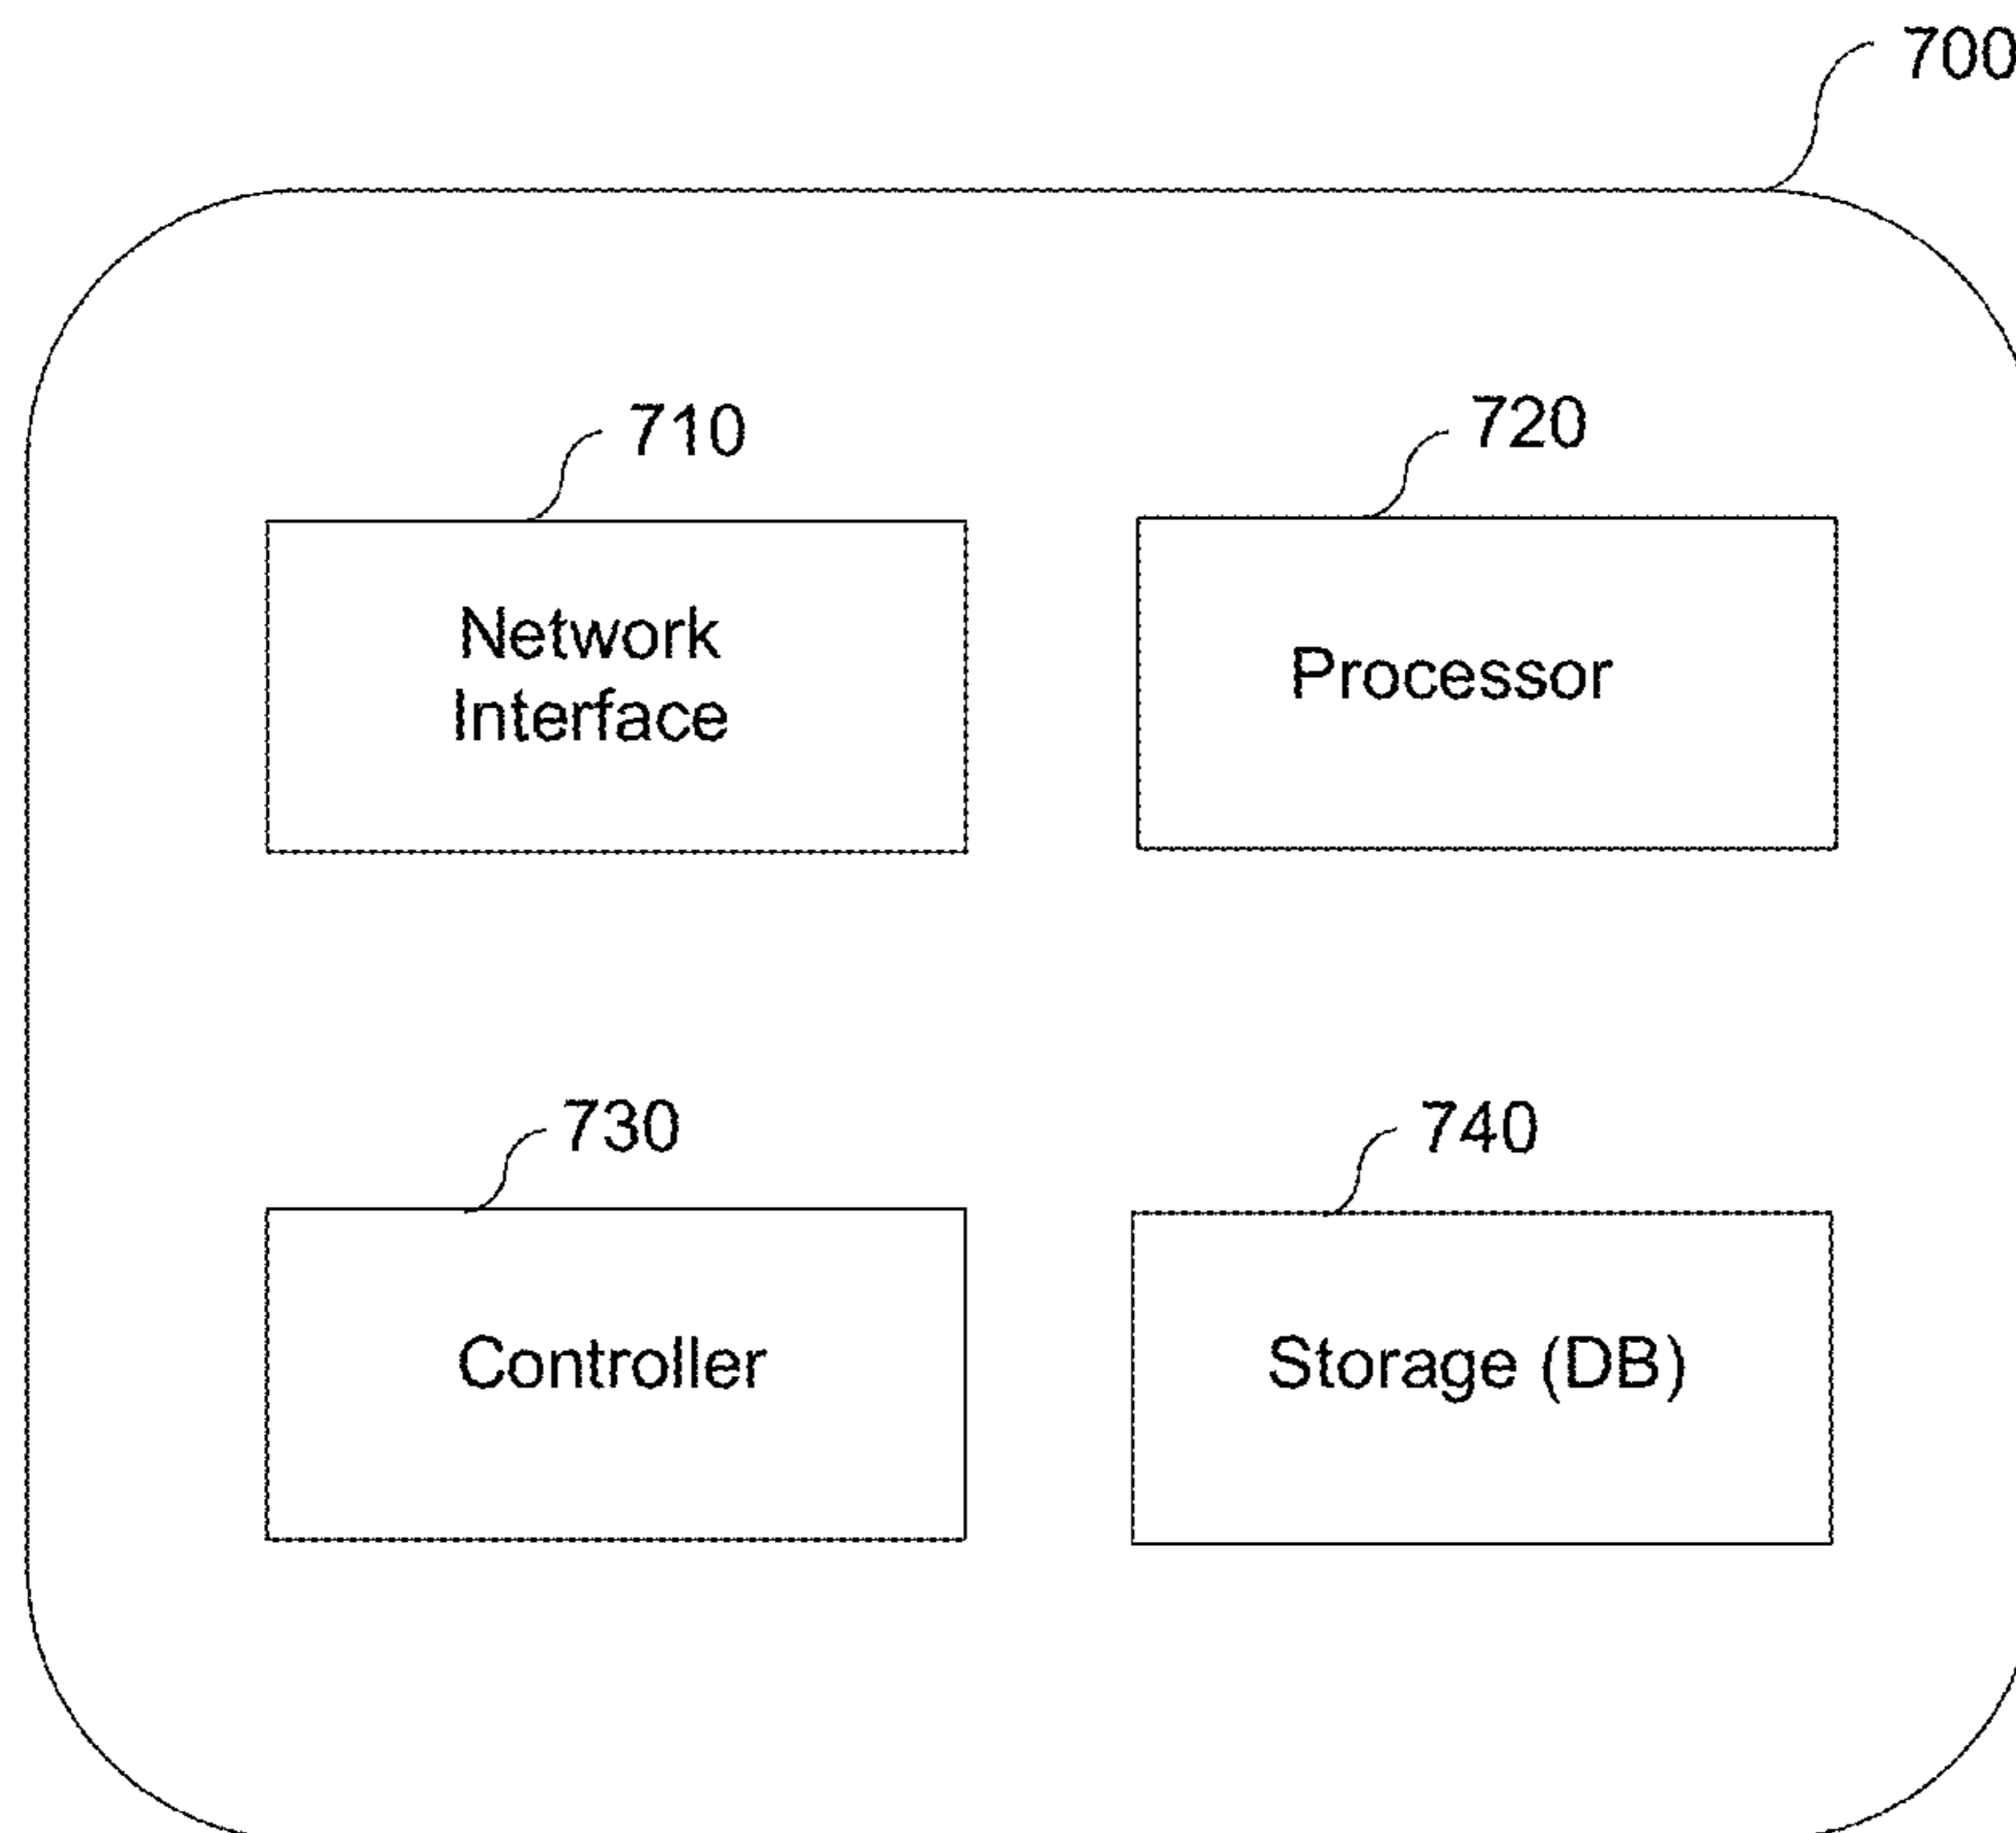 700
710
720
Network
Interface
Processor
730
740
Controller
Storage (DB)